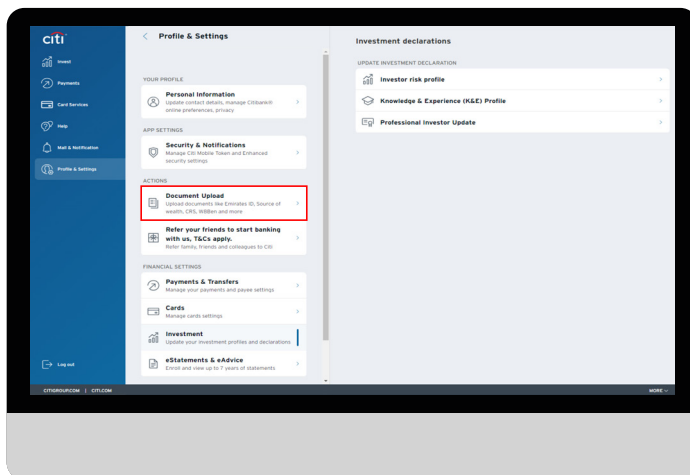 citi
Invest
Payments
Card Services
Help
Mail & Notification
Profile & Settings
Log out
Profile & Settings
YOUR PROFILE
Personal Information
Update contact details, manage Citibank®
online preferences, privacy
APP SETTINGS
Security & Notifications
Manage Citi Mobile Token and Enhanced
security settings
ACTIONS
Document Upload
Upload documents like Emirates ID, Source of
wealth, CRS, W8Ben and more
Refer your friends to start banking
with us, T&Cs apply.
Refer family, friends and colleagues to Citi
FINANCIAL SETTINGS
Payments & Transfers
Manage your payments and payee settings
Cards
Manage cards settings
Investment
Update your investment profiles and declarations
eStatements & eAdvice
Enroll and view up to 7 years of statements
Investment declarations
UPDATE INVESTMENT DECLARATION
Investor risk profile
Knowledge & Experience (K&E) Profile
Professional Investor Update
CITIGROUP.COM | CITI.COM
MORE